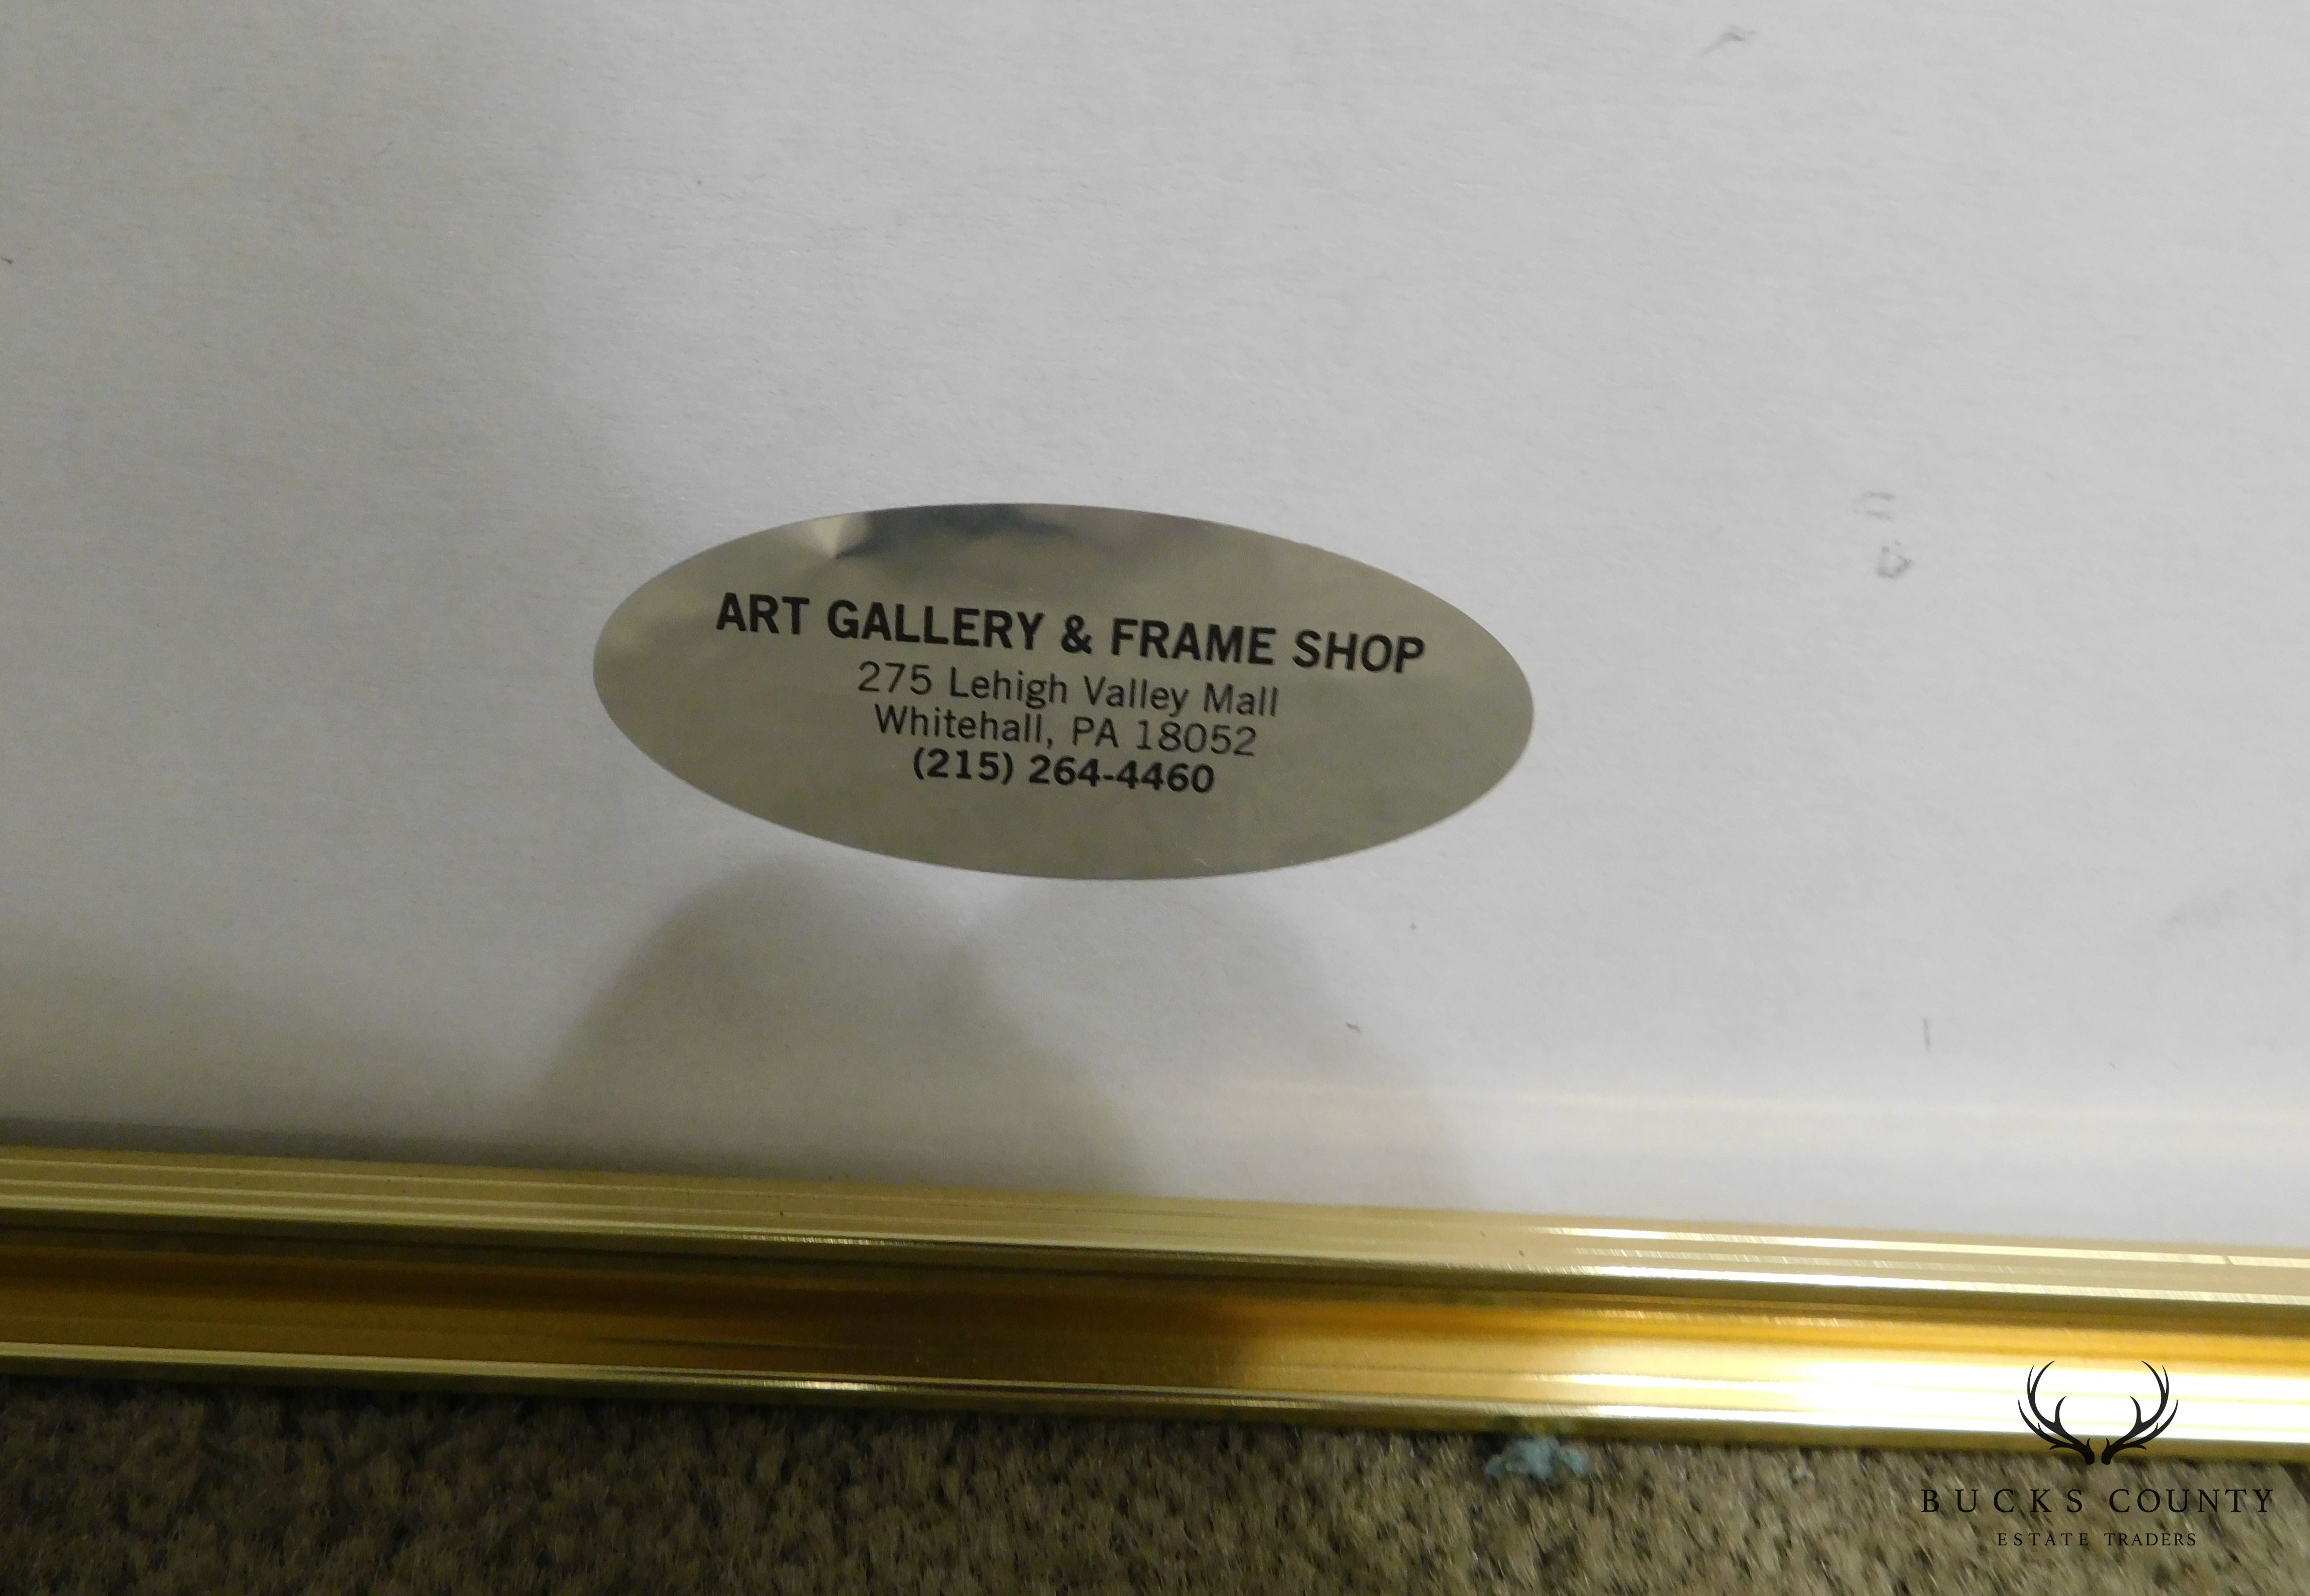 ART GALLERY & FRAME SHOP
275 Lehigh Valley Mall
Whitehall, PA 18052
(215) 264-4460
BUCKS COUNTY
ESTATE TRADERS